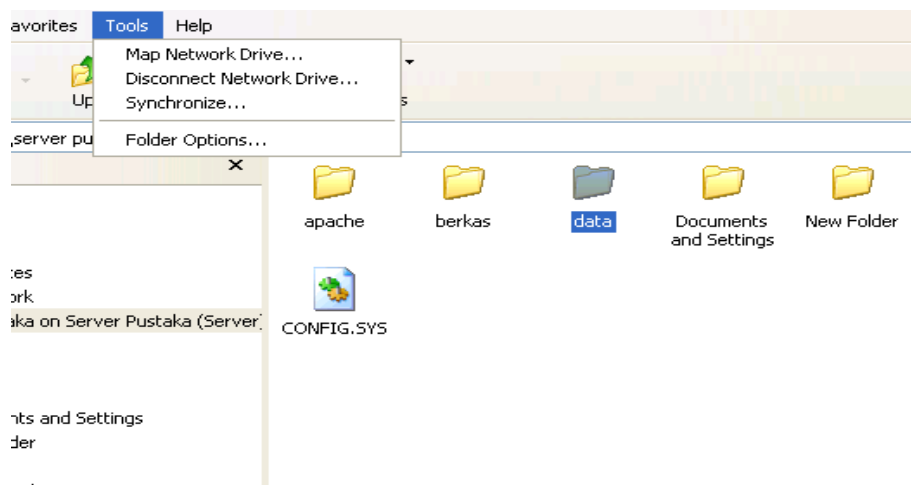 avorites Tools Help
Map Network Drive...
Disconnect Network Drive...
Synchronize...
Folder Options...
Up
s
server pu
apache berkas data Documents and Settings New Folder
CONFIG.SYS
es
ork
aka on Server Pustaka (Server)
nts and Settings
der